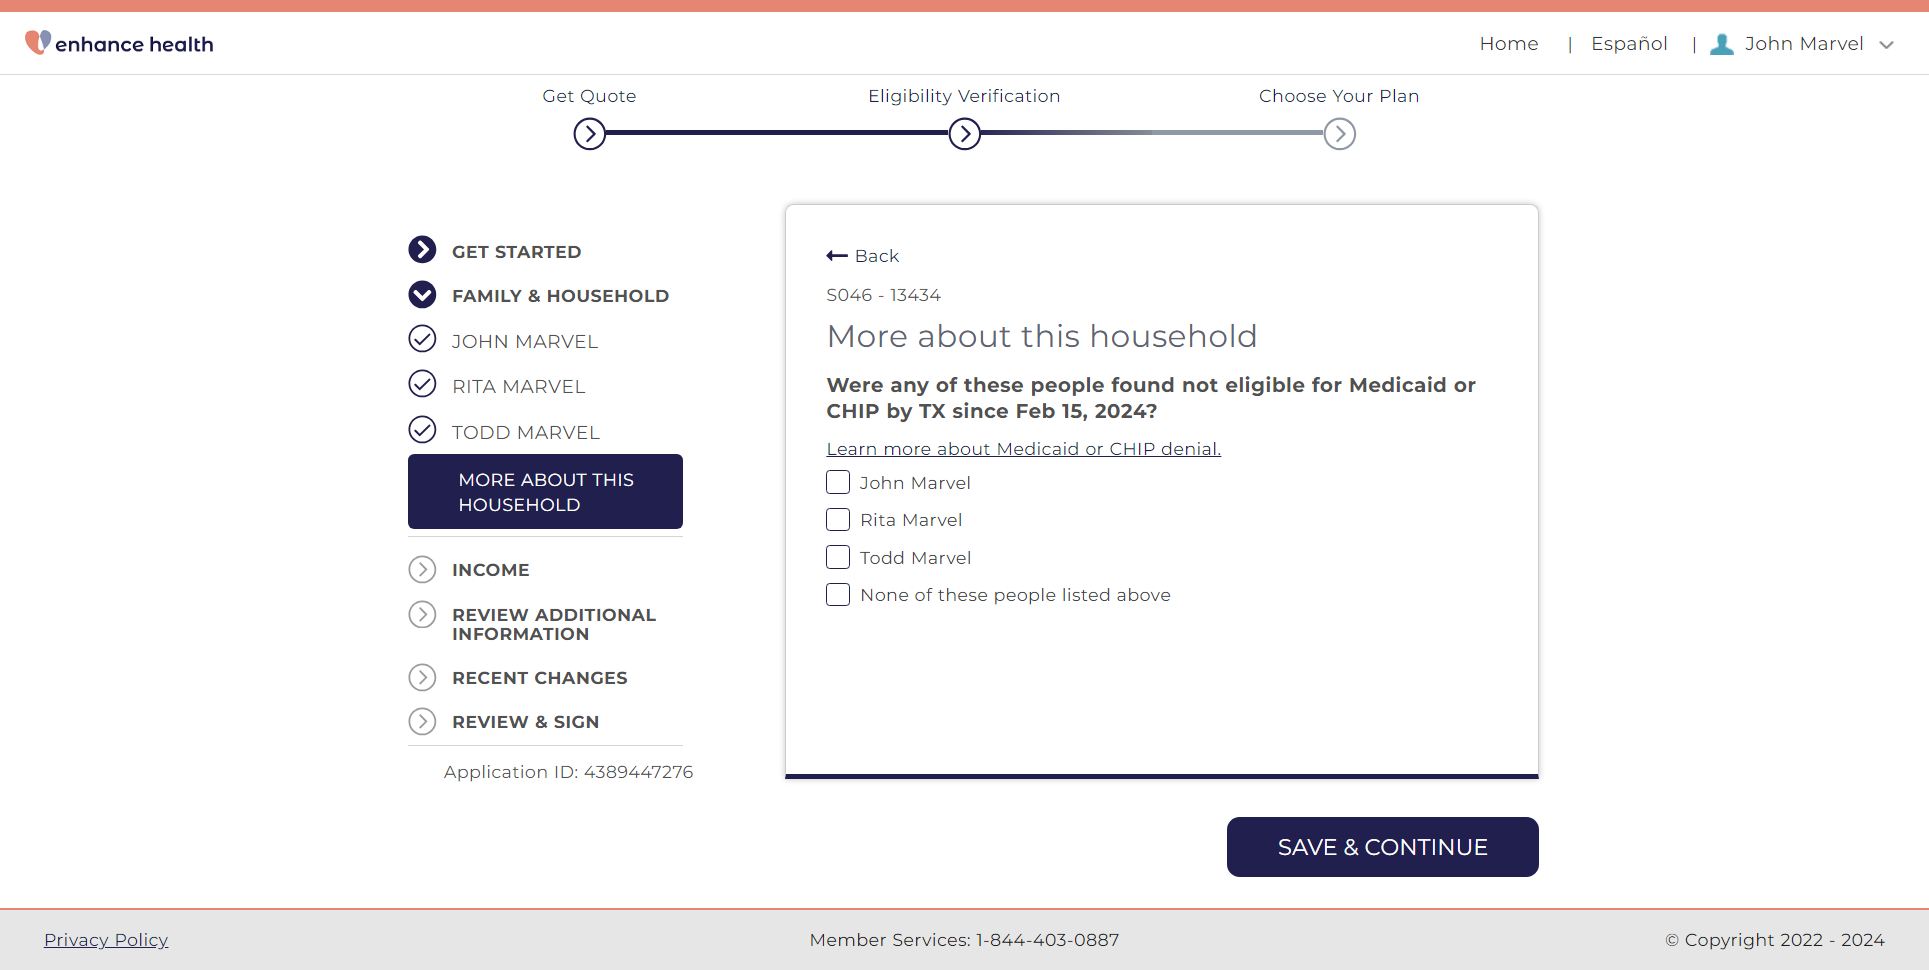 enhance health
Home | Español | John Marvel
Get Quote
Eligibility Verification
Choose Your Plan
GET STARTED
FAMILY & HOUSEHOLD
JOHN MARVEL
RITA MARVEL
TODD MARVEL
MORE ABOUT THIS
HOUSEHOLD
INCOME
REVIEW ADDITIONAL
INFORMATION
RECENT CHANGES
REVIEW & SIGN
Application ID: 4389447276
Back
S046 - 13434
More about this household
Were any of these people found not eligible for Medicaid or
CHIP by TX since Feb 15, 2024?
Learn more about Medicaid or CHIP denial.
John Marvel
Rita Marvel
Todd Marvel
None of these people listed above
SAVE & CONTINUE
Privacy Policy
Member Services: 1-844-403-0887
© Copyright 2022 - 2024